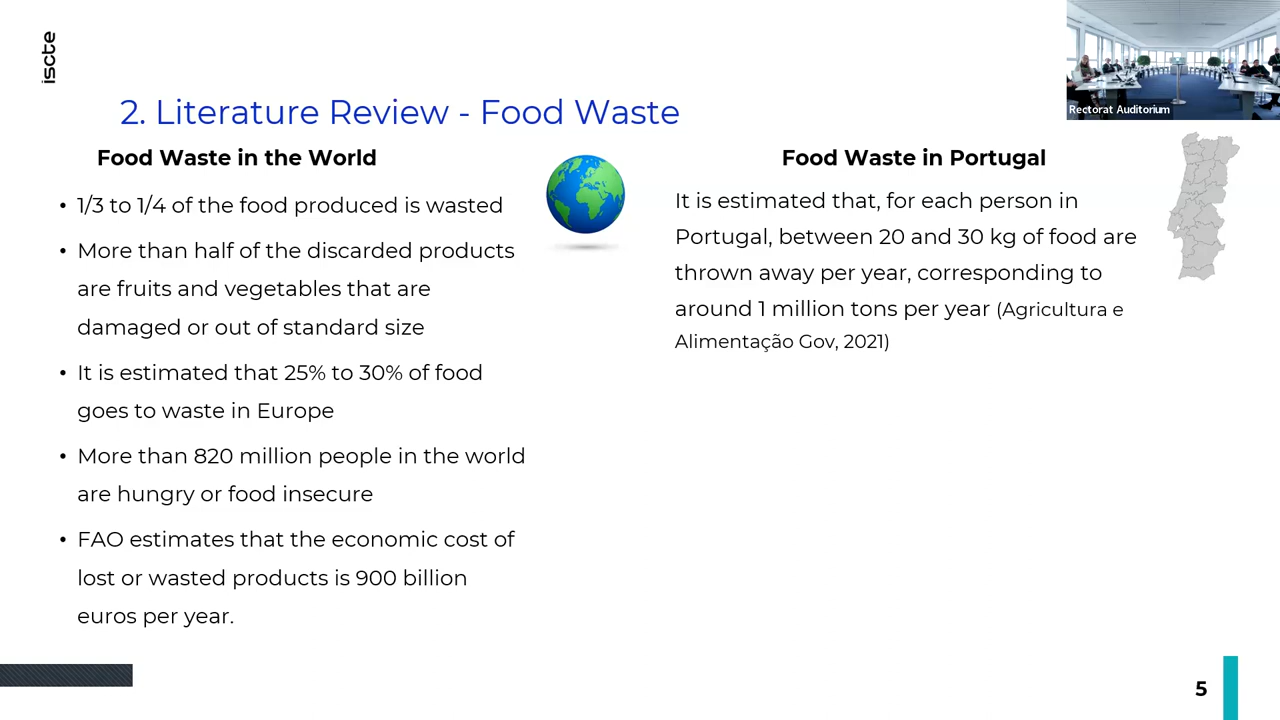 iscte
Rectorat Auditorium
2. Literature Review - Food Waste
Food Waste in the World
• 1/3 to 1/4 of the food produced is wasted
• More than half of the discarded products
are fruits and vegetables that are
damaged or out of standard size
• It is estimated that 25% to 30% of food
goes to waste in Europe
• More than 820 million people in the world
are hungry or food insecure
• FAO estimates that the economic cost of
lost or wasted products is 900 billion
euros per year.
Food Waste in Portugal
It is estimated that, for each person in
Portugal, between 20 and 30 kg of food are
thrown away per year, corresponding to
around 1 million tons per year (Agricultura e
Alimentação Gov, 2021)
5